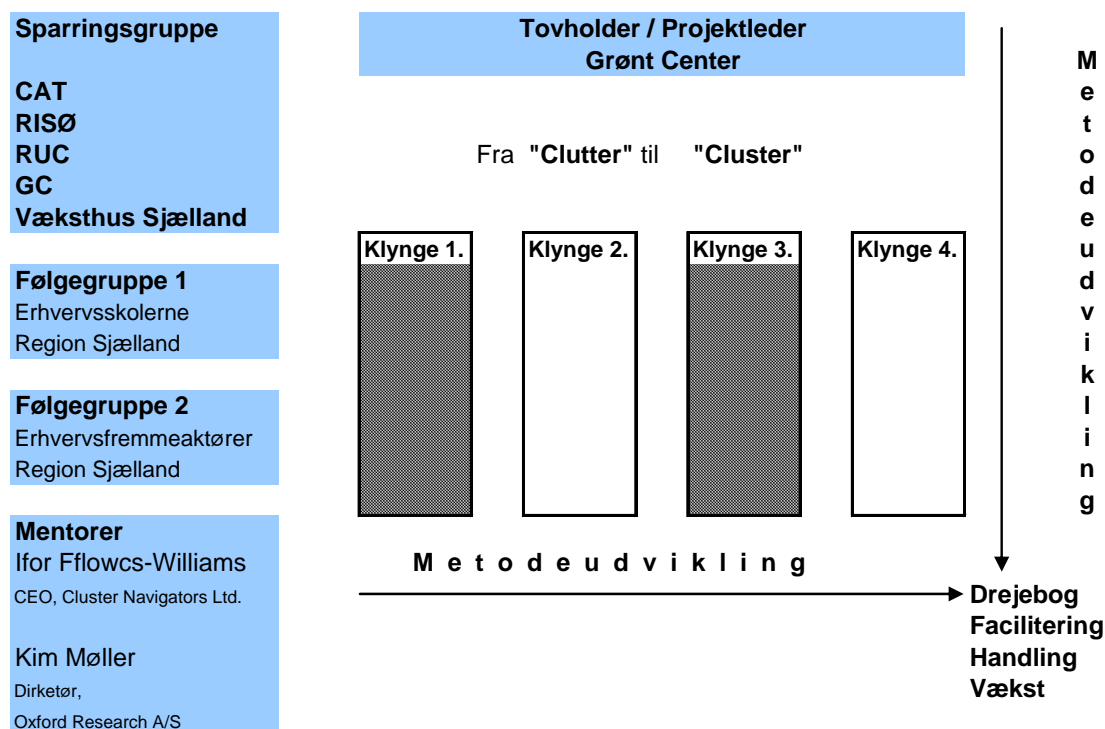 Sparringsgruppe
CAT
RISØ
RUC
GC
Væksthus Sjælland
Følgegruppe 1
Erhvervsskolerne
Region Sjælland
Følgegruppe 2
Erhvervsfremmeaktører
Region Sjælland
Mentorer
Ifor Fflowcs-Williams
CEO, Cluster Navigators Ltd.
Kim Møller
Dirketør,
Oxford Research A/S
Tovholder / Projektleder
Grønt Center
Fra "Clutter" til "Cluster"
Klynge 1. Klynge 2. Klynge 3. Klynge 4.
Metodeudvikling
Metodeudvikling
Drejebog
Facilitering
Handling
Vækst